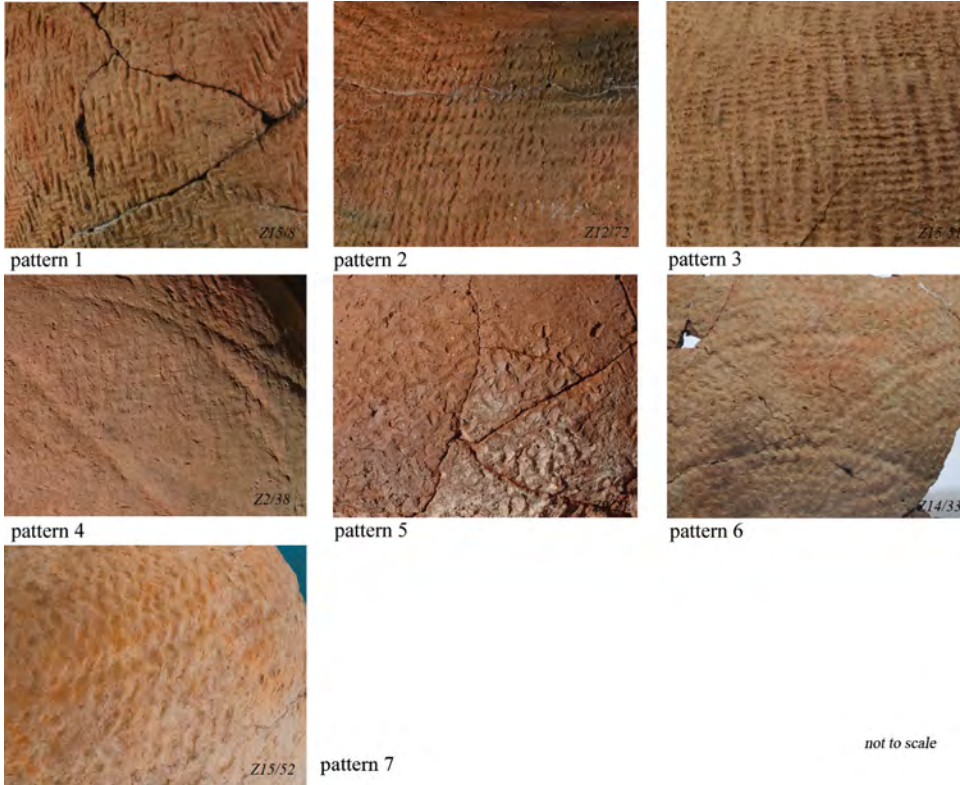 Z15/8
Z12/72
pattern 1
pattern 2
pattern 3
Z2/38
Z14/33
pattern 4
pattern 5
pattern 6
Z15/52
pattern 7
not to scale